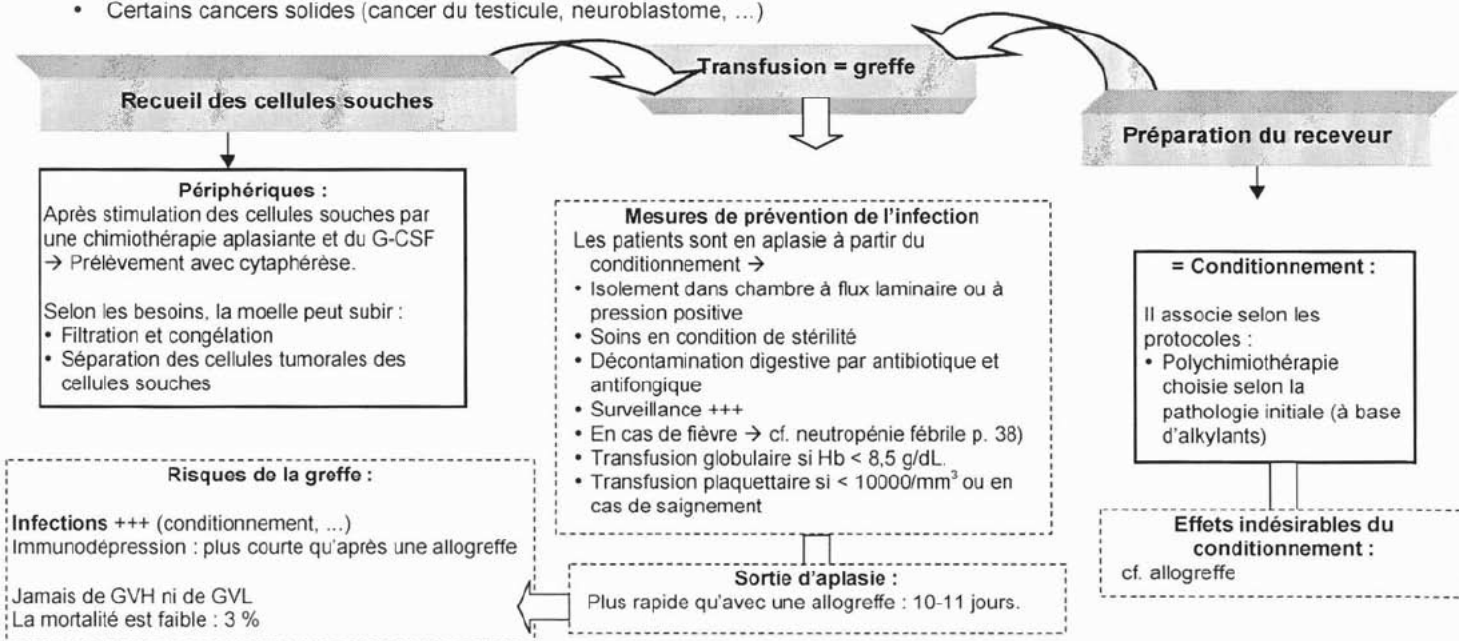 • Certains cancers solides (cancer du testicule, neuroblastome, ...)
Recueil des cellules souches
Transfusion = greffe
Préparation du receveur
Périphériques :
Après stimulation des cellules souches par
une chimiothérapie aplasiante et du G-CSF
→ Prélèvement avec cytaphérèse.
Selon les besoins, la moelle peut subir :
• Filtration et congélation
• Séparation des cellules tumorales des
cellules souches
Mesures de prévention de l'infection
Les patients sont en aplasie à partir du
conditionnement →
• Isolement dans chambre à flux laminaire ou à
pression positive
• Soins en condition de stérilité
• Décontamination digestive par antibiotique et
antifongique
• Surveillance +++
• En cas de fièvre → cf. neutropénie fébrile p. 38)
• Transfusion globulaire si Hb < 8,5 g/dL.
• Transfusion plaquettaire si < 10000/mm³ ou en
cas de saignement
= Conditionnement :
Il associe selon les
protocoles :
• Polychimiothérapie
choisie selon la
pathologie initiale (à base
d'alkylants)
Risques de la greffe :
Infections +++ (conditionnement, ...)
Immunodépression : plus courte qu'après une allogreffe
Jamais de GVH ni de GVL
La mortalité est faible : 3 %
Sortie d'aplasie :
Plus rapide qu'avec une allogreffe : 10-11 jours.
Effets indésirables du
conditionnement :
cf. allogreffe